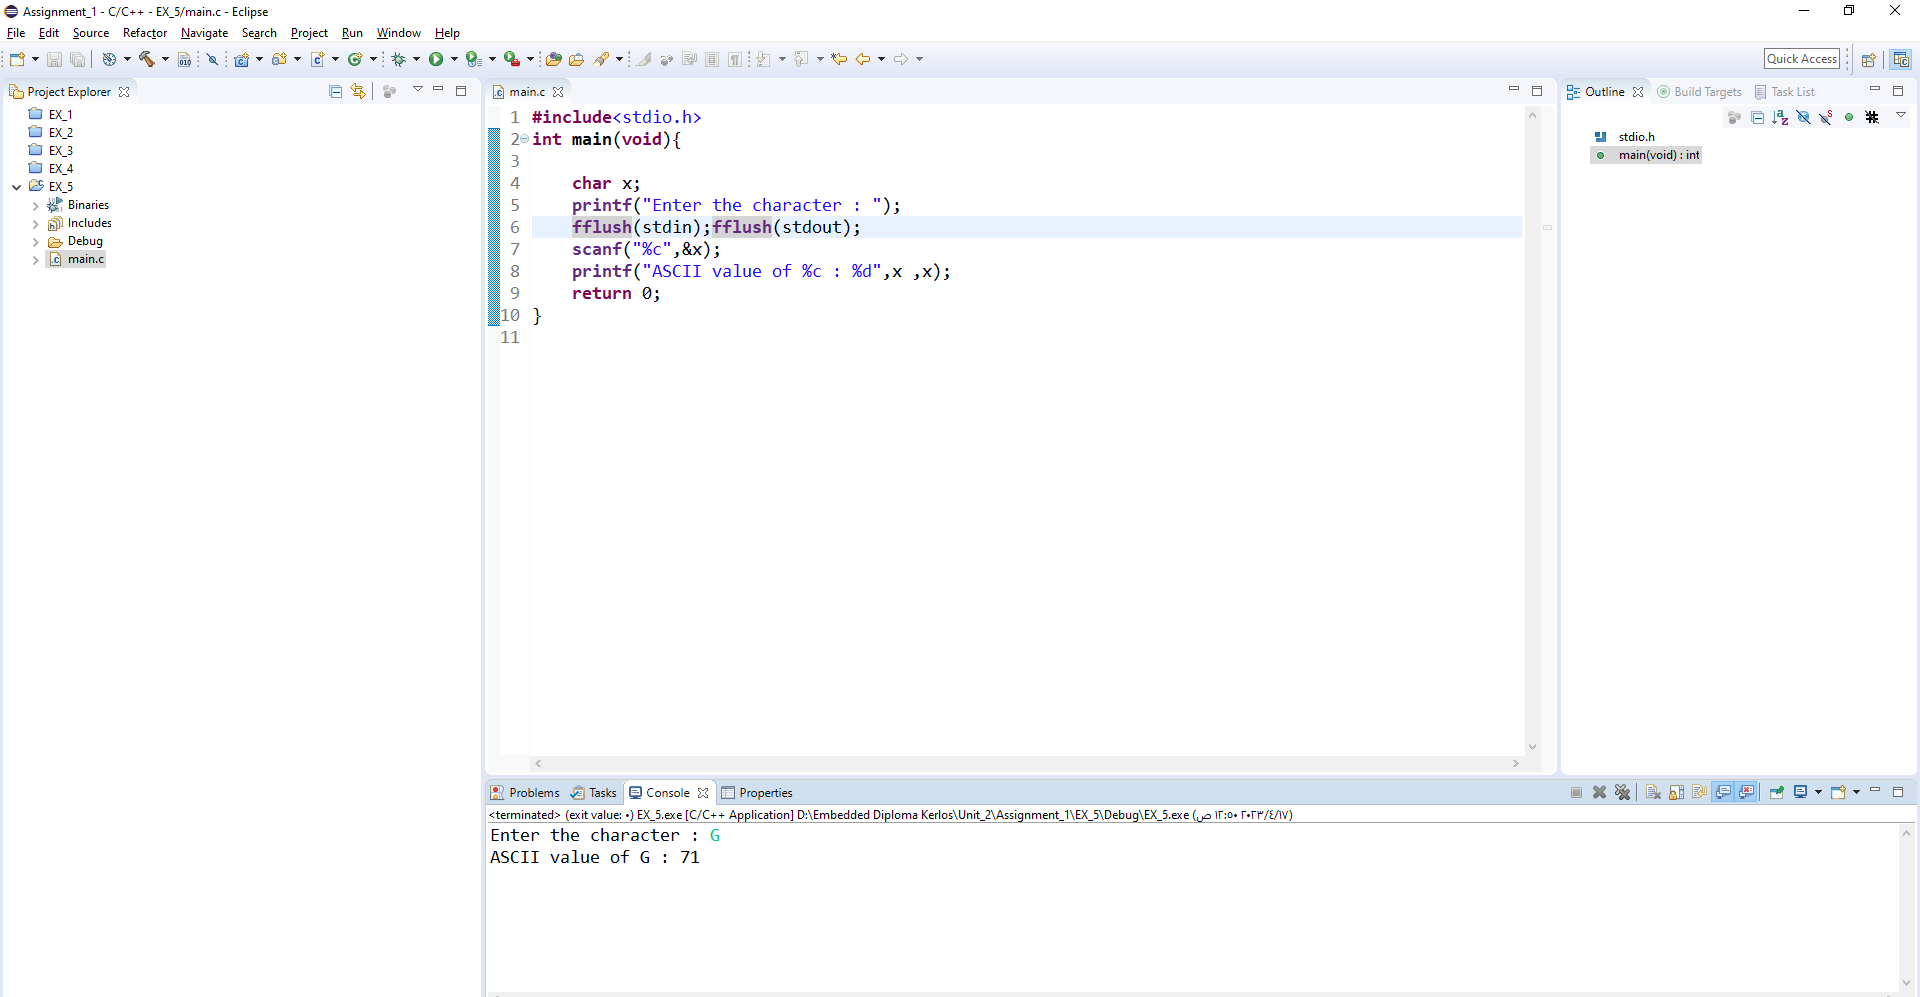 Assignment_1 - C/C++ - EX_5/main.c - Eclipse
File Edit Source Refactor Navigate Search Project Run Window Help
Quick Access
Project Explorer
EX_1
EX_2
EX_3
EX_4
EX_5
Binaries
Includes
Debug
main.c
main.c
1 #include<stdio.h>
2 int main(void){
3
4 char x;
5 printf("Enter the character : ");
6 fflush(stdin);fflush(stdout);
7 scanf("%c",&x);
8 printf("ASCII value of %c : %d",x ,x);
9 return 0;
10 }
11
Outline Build Targets Task List
stdio.h
main(void) : int
Problems Tasks Console Properties
<terminated> (exit value: ٠) EX_5.exe [C/C++ Application] D:\Embedded Diploma Kerlos\Unit_2\Assignment_1\EX_5\Debug\EX_5.exe (٢٠٢٣/٤/١٧ ١٢:٥٠ ص)
Enter the character : G
ASCII value of G : 71